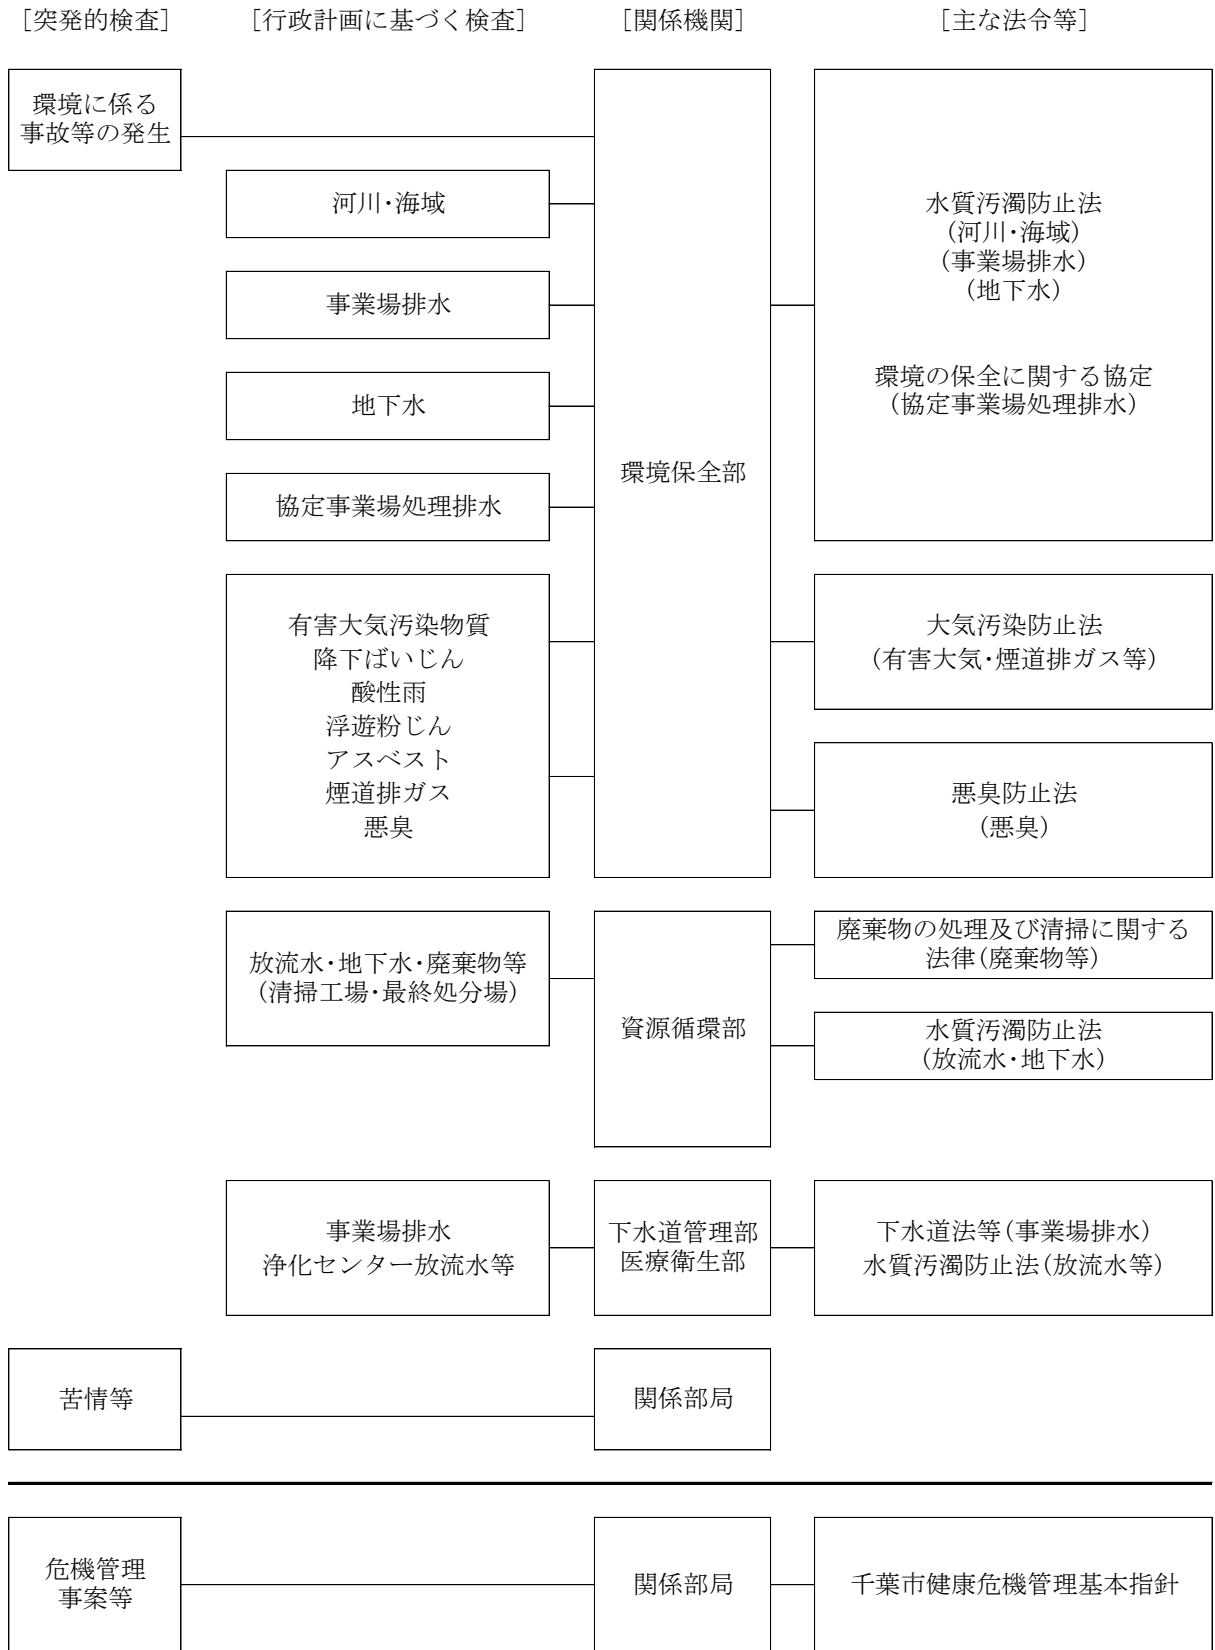 ［突発的検査］ ［行政計画に基づく検査］ ［関係機関］ ［主な法令等］
環境に係る
事故等の発生
河川・海域
事業場排水
地下水
協定事業場処理排水
有害大気汚染物質
降下ばいじん
酸性雨
浮遊粉じん
アスベスト
煙道排ガス
悪臭
環境保全部
水質汚濁防止法
（河川・海域）
（事業場排水）
（地下水）
環境の保全に関する協定
（協定事業場処理排水）
大気汚染防止法
（有害大気・煙道排ガス等）
悪臭防止法
（悪臭）
放流水・地下水・廃棄物等
（清掃工場・最終処分場）
資源循環部
廃棄物の処理及び清掃に関する
法律（廃棄物等）
水質汚濁防止法
（放流水・地下水）
事業場排水
浄化センター放流水等
下水道管理部
医療衛生部
下水道法等（事業場排水）
水質汚濁防止法（放流水等）
苦情等
関係部局
危機管理
事案等
関係部局
千葉市健康危機管理基本指針